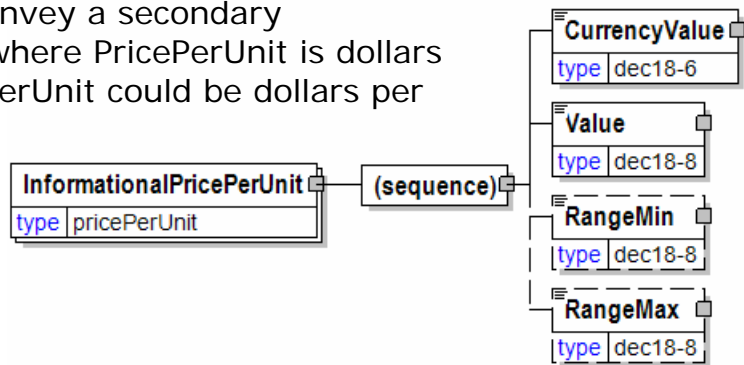 nvey a secondary
where PricePerUnit is dollars
erUnit could be dollars per
CurrencyValue
type dec18-6
Value
type dec18-8
InformationalPricePerUnit
type pricePerUnit
(sequence)
RangeMin
type dec18-8
RangeMax
type dec18-8